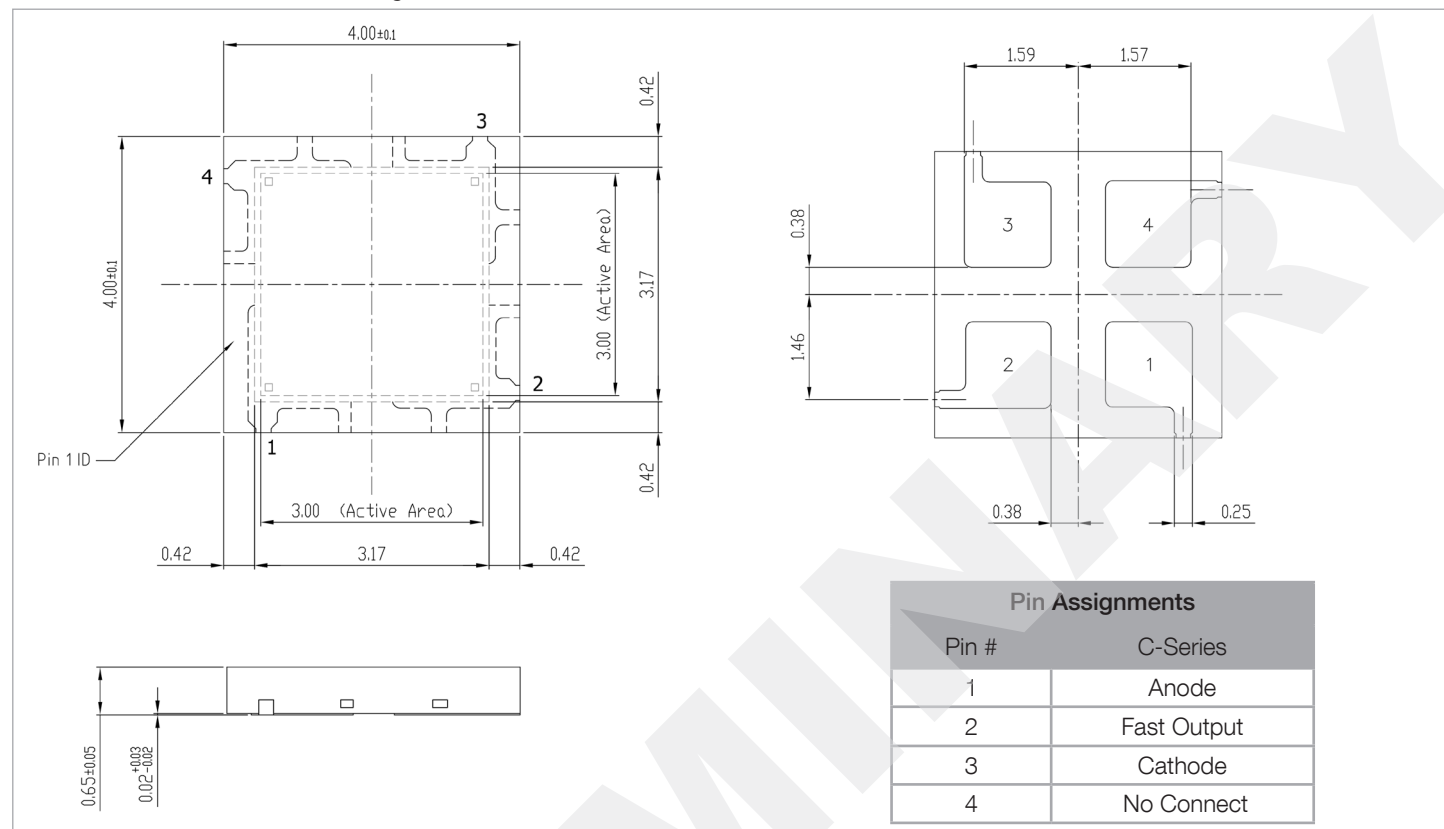 4.00±0.1
0.42
3
4
4.00±0.1
3.00 (Active Area)
3.17
2
1
Pin 1 ID
0.42
3.00 (Active Area)
0.42
3.17
0.42
0.65±0.05
0.02+0.03-0.02
1.59
1.57
0.38
3
4
1.46
2
1
0.38
0.25
Pin Assignments
Pin # C-Series
1 Anode
2 Fast Output
3 Cathode
4 No Connect
MINARY